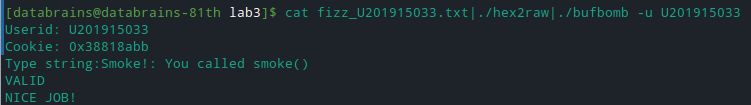 [databrains@databrains-81th lab3]$ cat fizz_U201915033.txt|./hex2raw|./bufbomb -u U201915033
Userid: U201915033
Cookie: 0x38818abb
Type string:Smoke!: You called smoke()
VALID
NICE JOB!